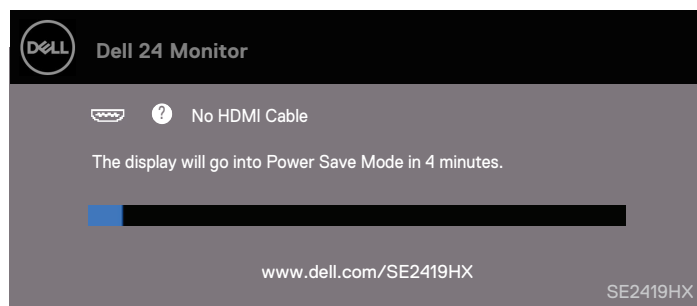 DELL
Dell 24 Monitor
? No HDMI Cable
The display will go into Power Save Mode in 4 minutes.
www.dell.com/SE2419HX
SE2419HX